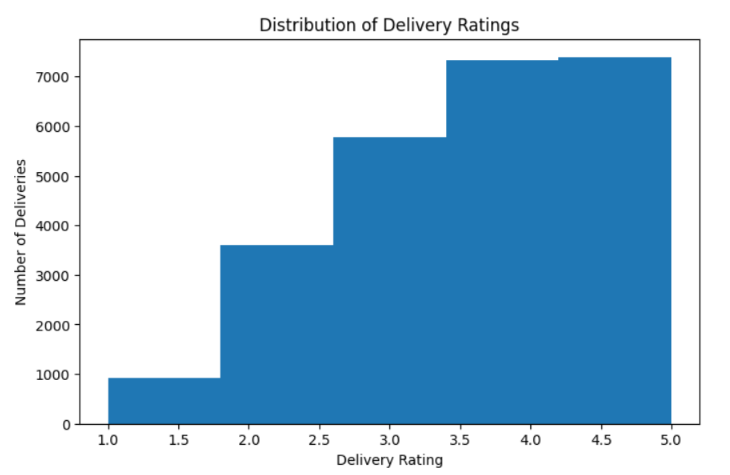 Distribution of Delivery Ratings
Number of Deliveries
7000
6000
5000
4000
3000
2000
1000
0
1.0 1.5 2.0 2.5 3.0 3.5 4.0 4.5 5.0
Delivery Rating